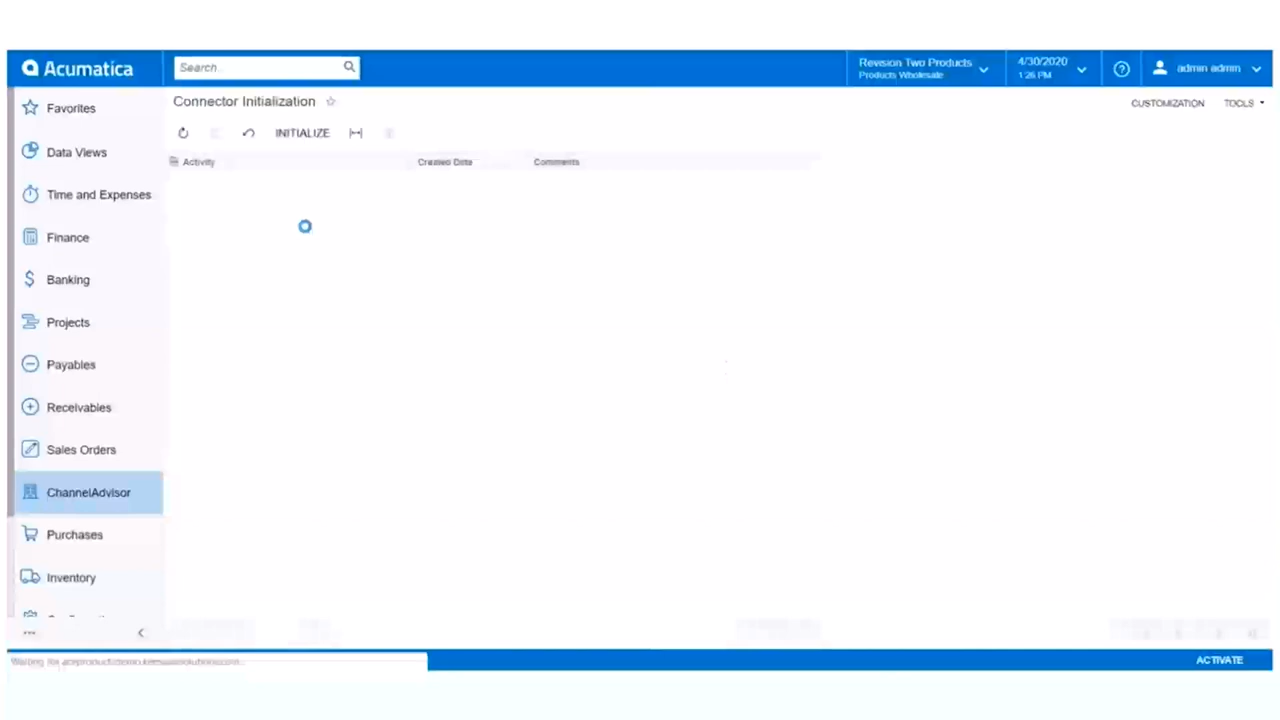 Acumatica
Search
Revision Two Products
Products Wholesale
4/30/2020
1:26 PM
admin admin
Favorites
Connector Initialization
CUSTOMIZATION TOOLS
INITIALIZE
Data Views
Activity Created Date Comments
Time and Expenses
Finance
Banking
Projects
Payables
Receivables
Sales Orders
ChannelAdvisor
Purchases
Inventory
Waiting for
ACTIVATE